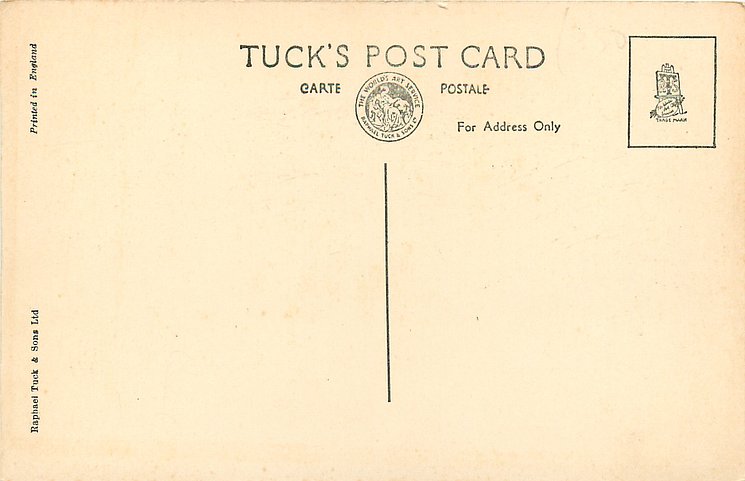 TUCK'S POST CARD
CARTE POSTALE
THE WORLD'S ART SERVICE
RAPHAEL TUCK & SONS LTD
For Address Only
TRADE MARK
Printed in England
Raphael Tuck & Sons Ltd